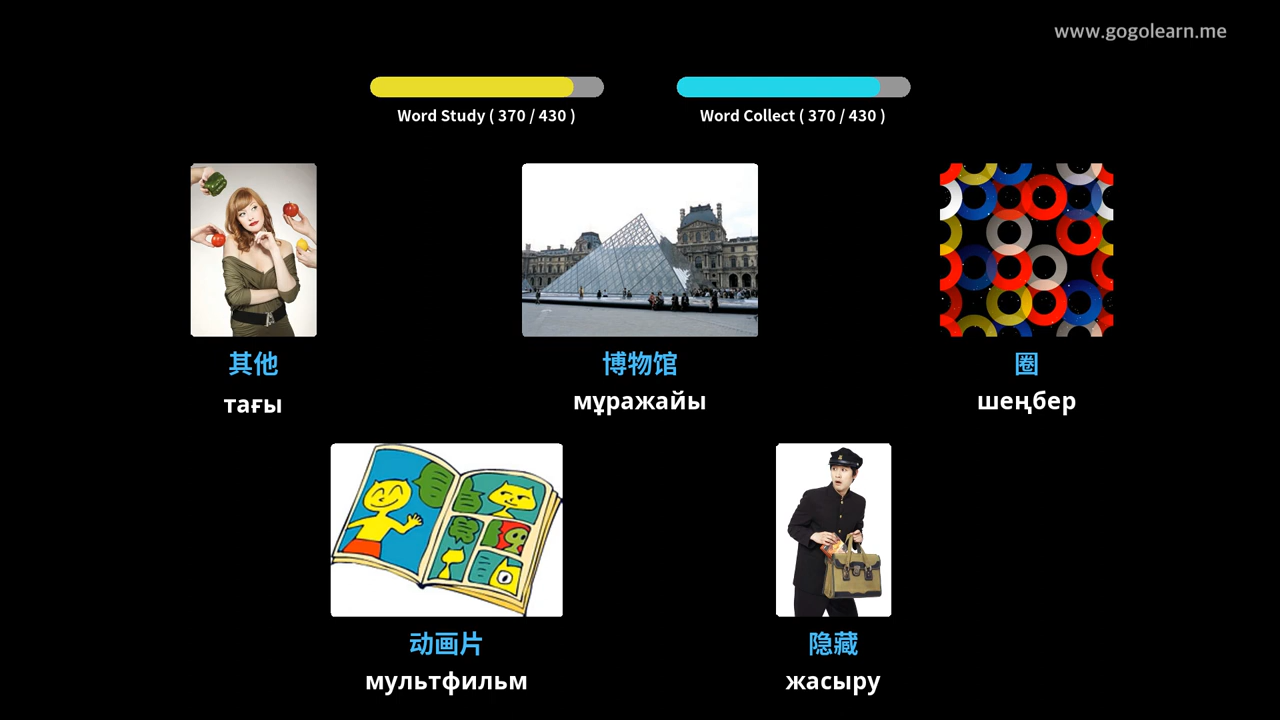 www.gogolearn.me
Word Study ( 370 / 430 )
Word Collect ( 370 / 430 )
其他
тағы
博物馆
мұражайы
圈
шеңбер
动画片
мультфильм
隐藏
жасыру